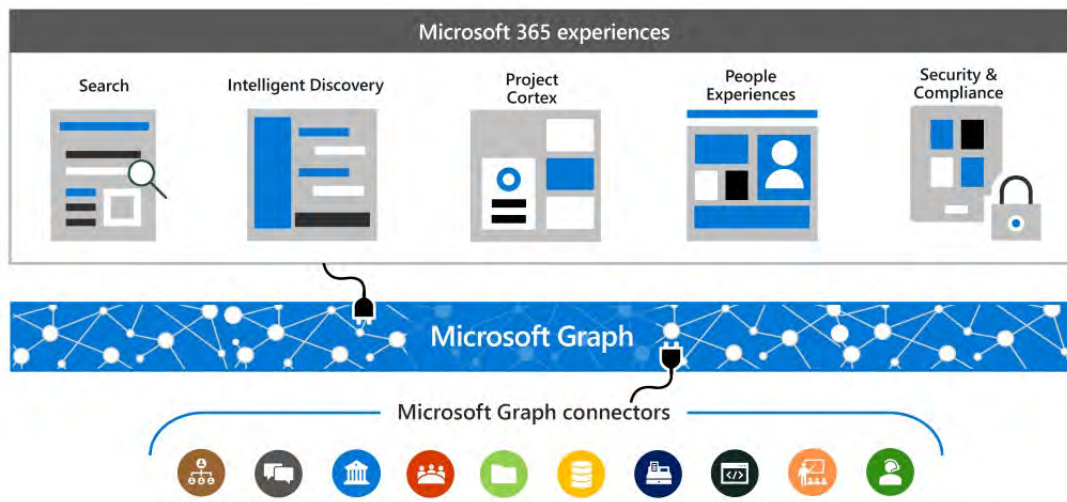 Microsoft 365 experiences
Search
Intelligent Discovery
Project
Cortex
People
Experiences
Security &
Compliance
Microsoft Graph
Microsoft Graph connectors
</>